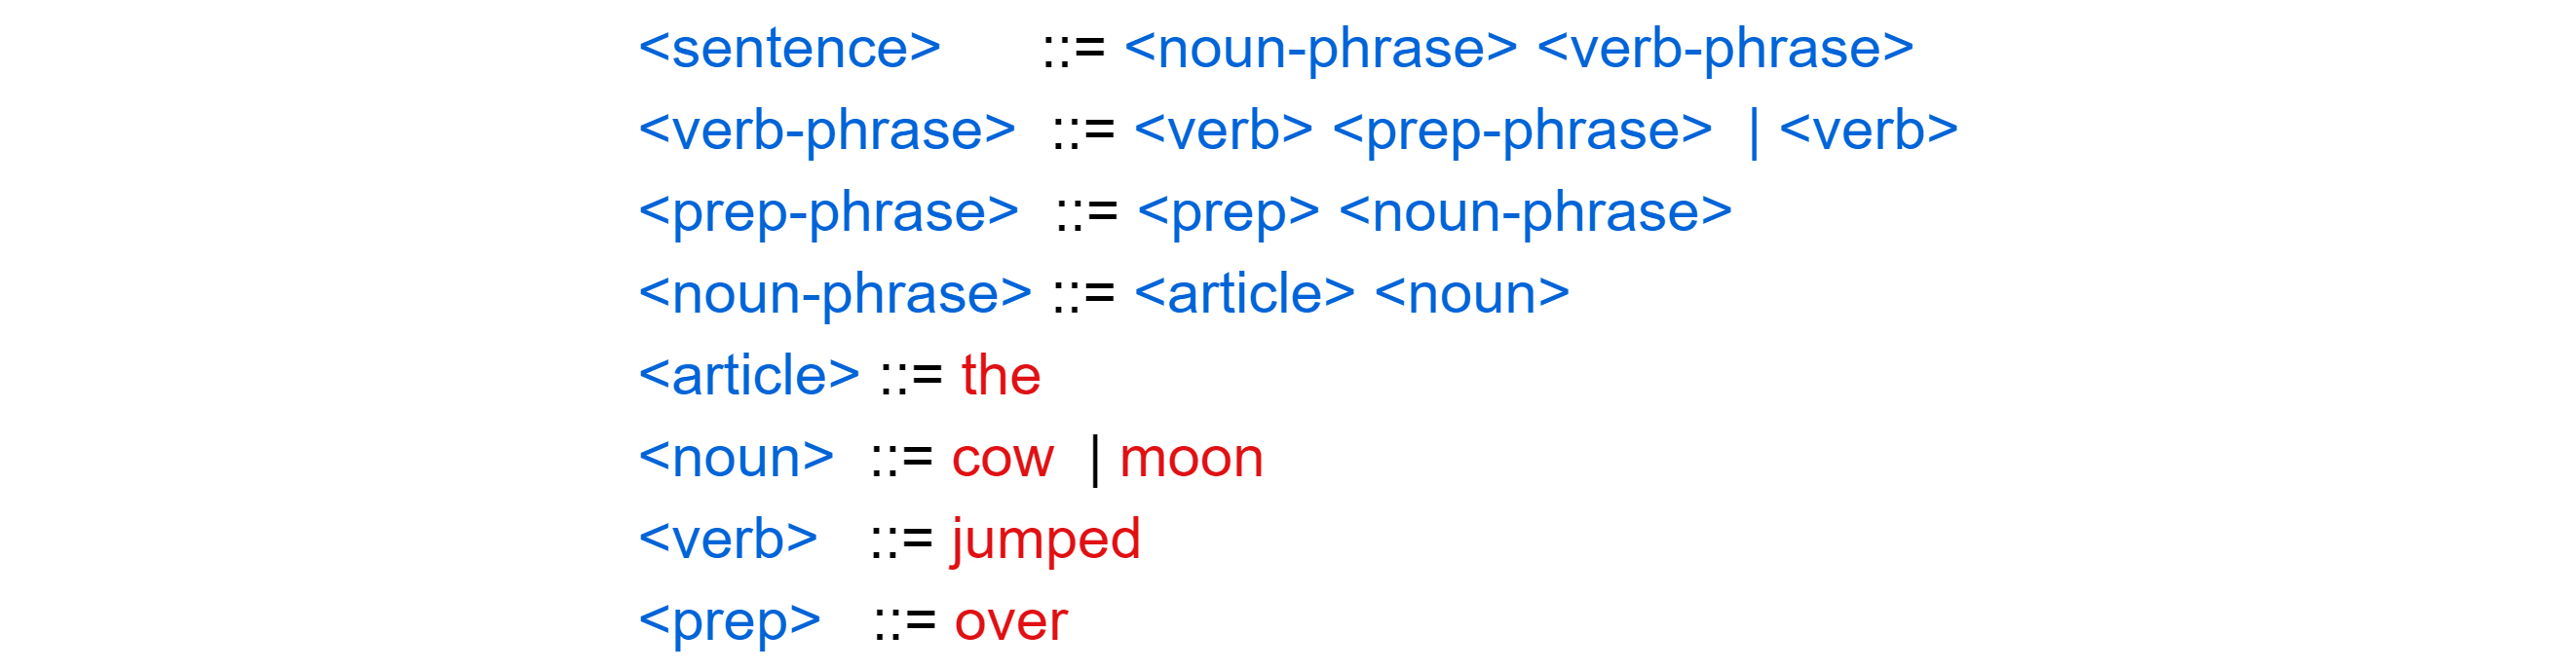 <sentence> ::= <noun-phrase> <verb-phrase>
<verb-phrase> ::= <verb> <prep-phrase> | <verb>
<prep-phrase> ::= <prep> <noun-phrase>
<noun-phrase> ::= <article> <noun>
<article> ::= the
<noun> ::= cow | moon
<verb> ::= jumped
<prep> ::= over